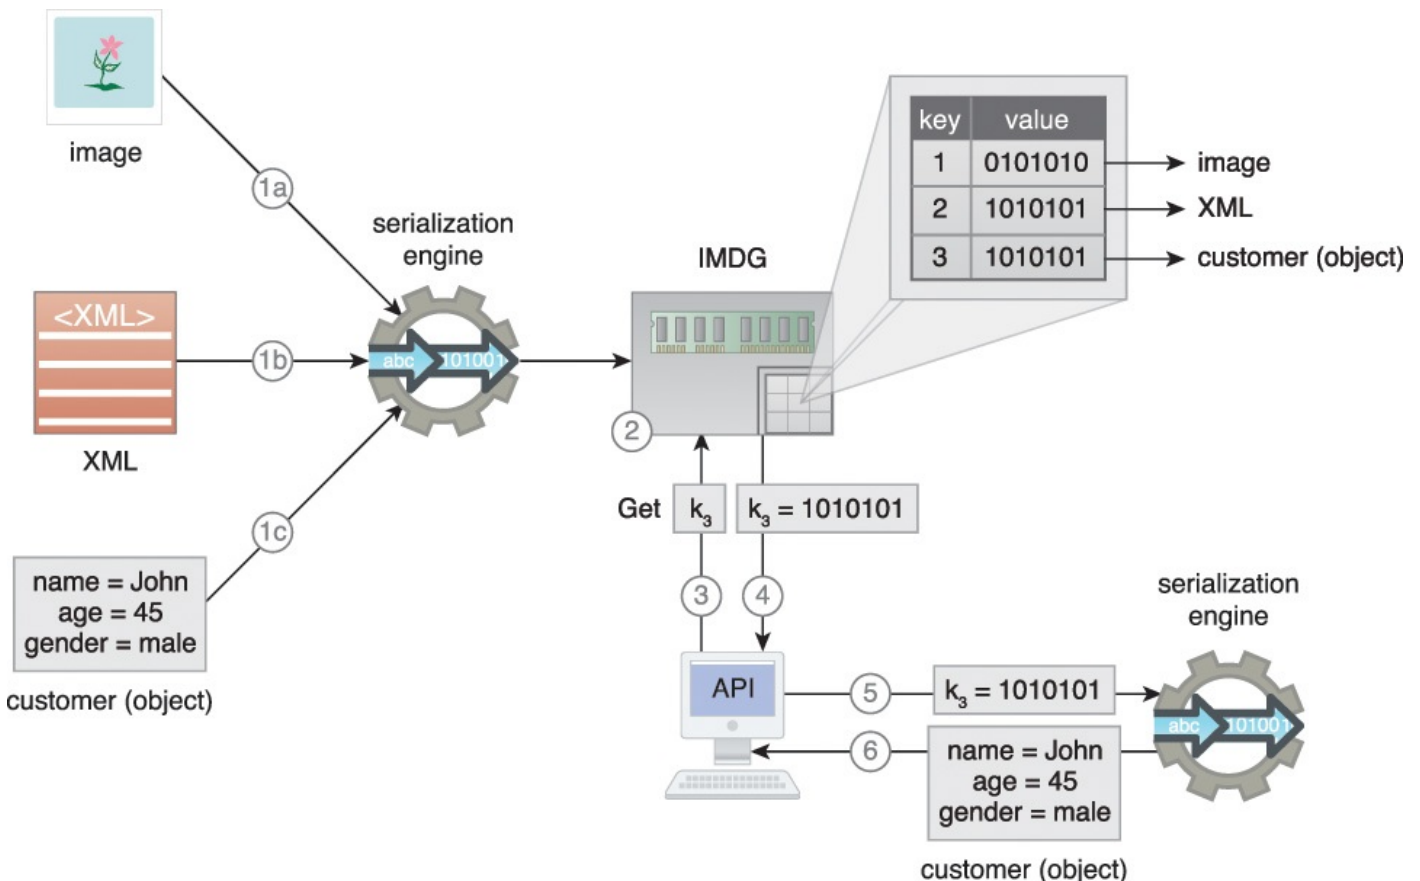 image
1a
serialization
engine
<XML>
1b
abc
101001
XML
1c
name = John
age = 45
gender = male
customer (object)
IMDG
2
key value
1 0101010
image
2 1010101
XML
3 1010101
customer (object)
Get
k3
k3 = 1010101
3
4
API
5
k3 = 1010101
serialization
engine
abc
101001
6
name = John
age = 45
gender = male
customer (object)